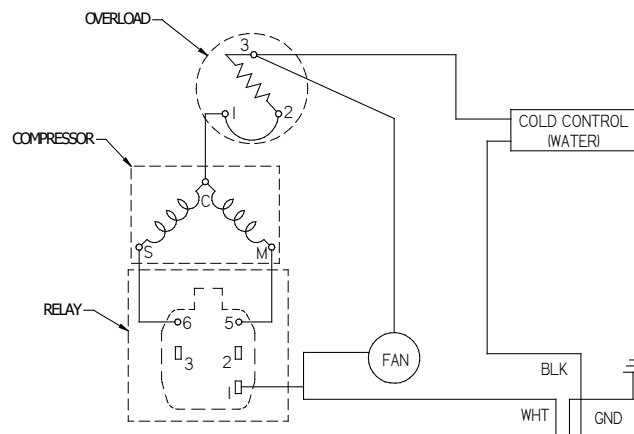 OVERLOAD
3
1 2
COLD CONTROL
(WATER)
COMPRESSOR
C
S M
RELAY
6 5
3 2
1
FAN
BLK
WHT GND